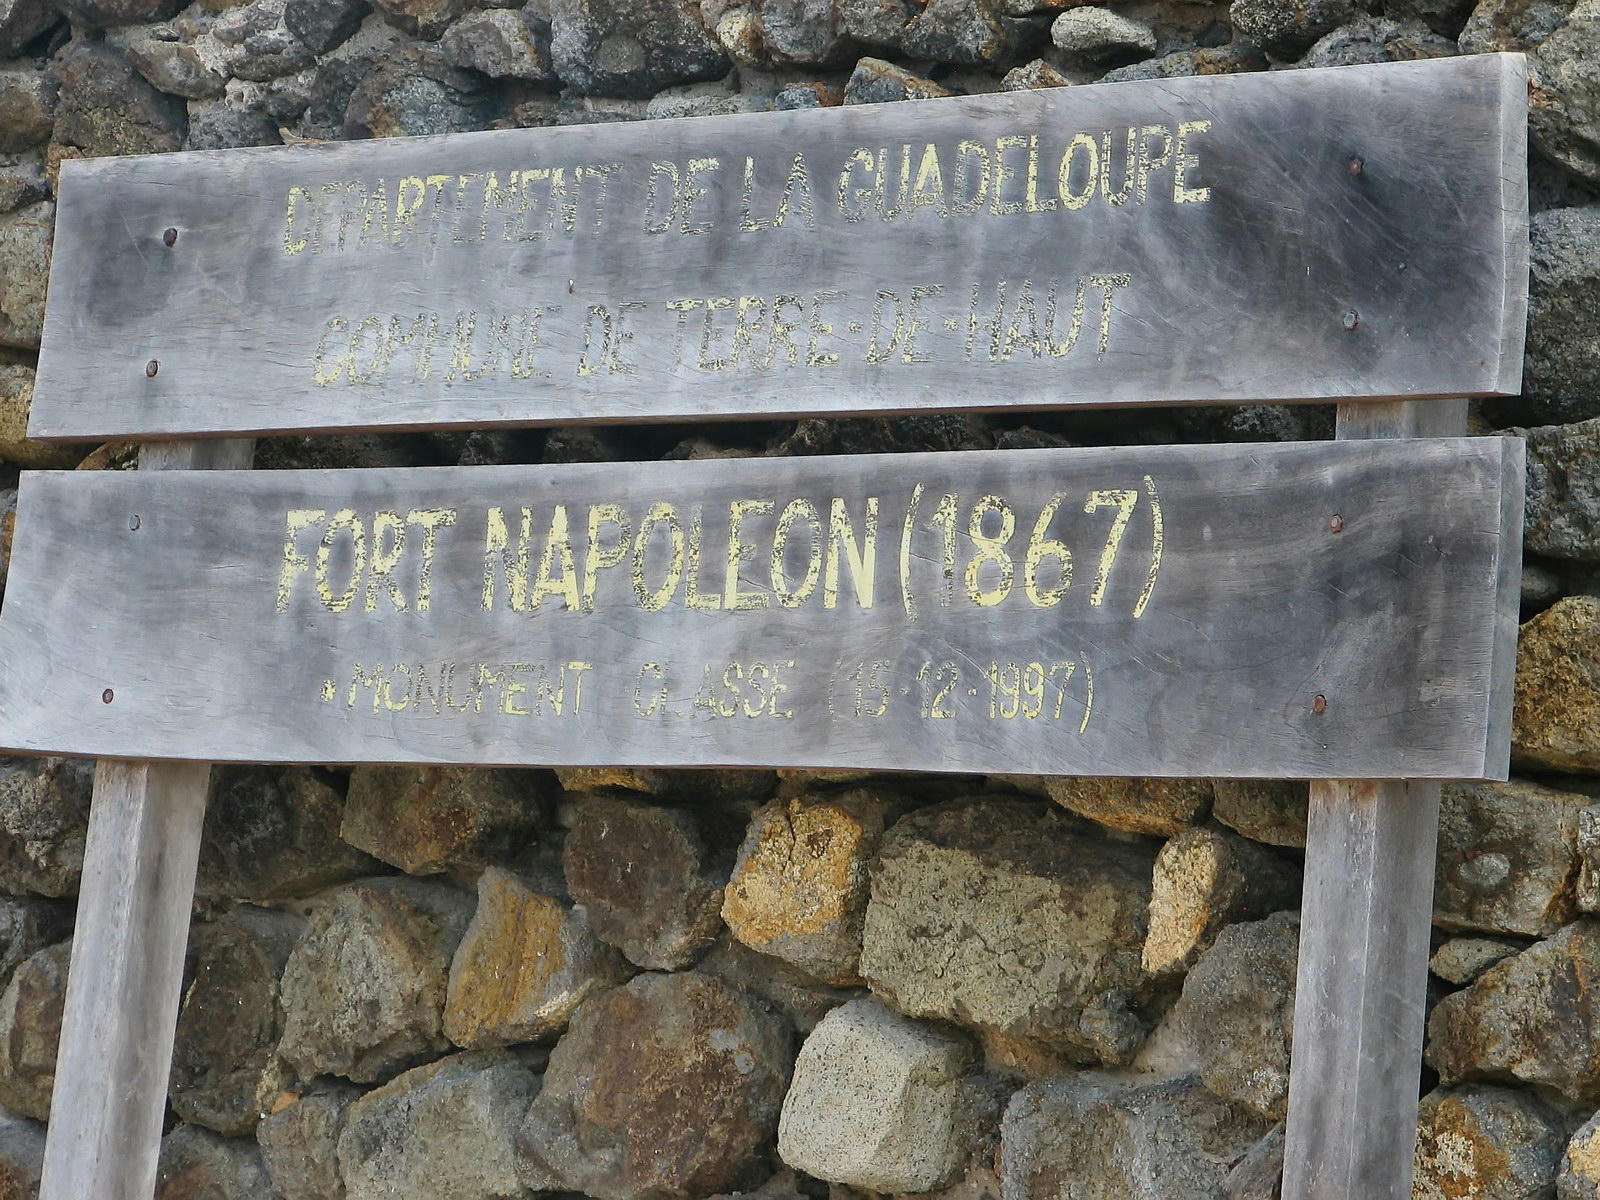 DEPARTEMENT DE LA GUADELOUPE
COMMUNE DE TERRE-DE-HAUT
FORT NAPOLEON (1867)
*MONUMENT CLASSE (15-12-1997)